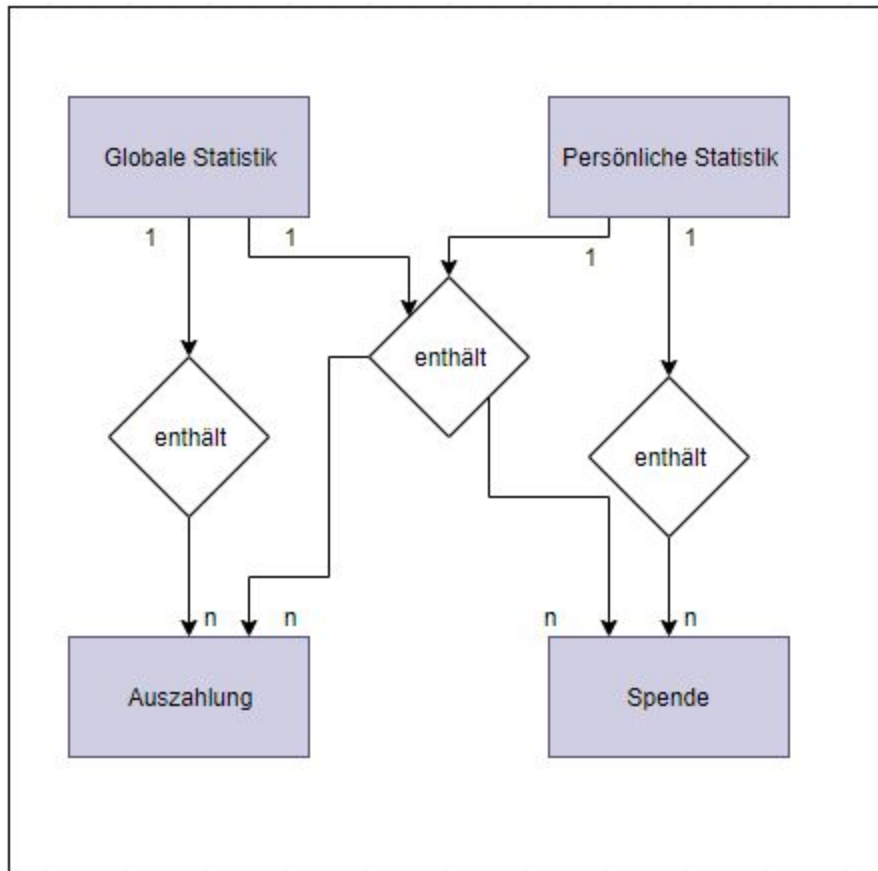 Globale Statistik
Persönliche Statistik
1
1
1
1
enthält
enthält
enthält
n
n
n
n
Auszahlung
Spende